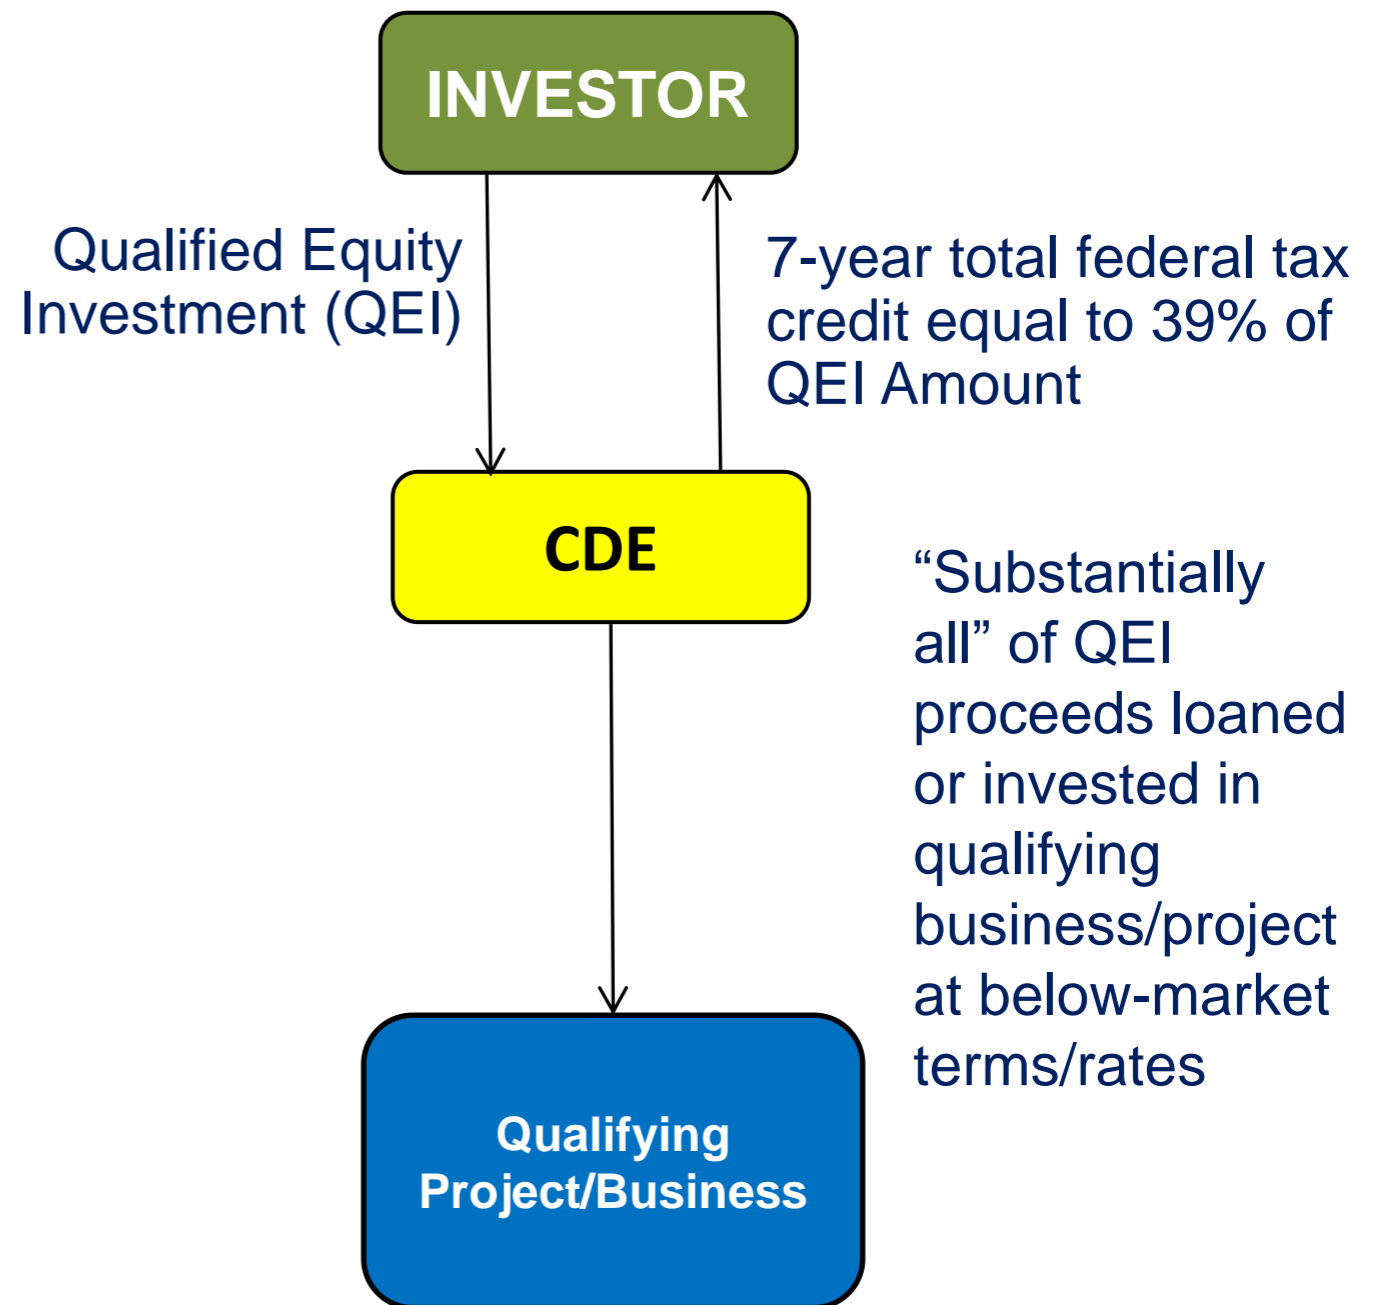 INVESTOR
Qualified Equity
Investment (QEI)
7-year total federal tax
credit equal to 39% of
QEI Amount
CDE
“Substantially
all” of QEI
proceeds loaned
or invested in
qualifying
business/project
at below-market
terms/rates
Qualifying
Project/Business